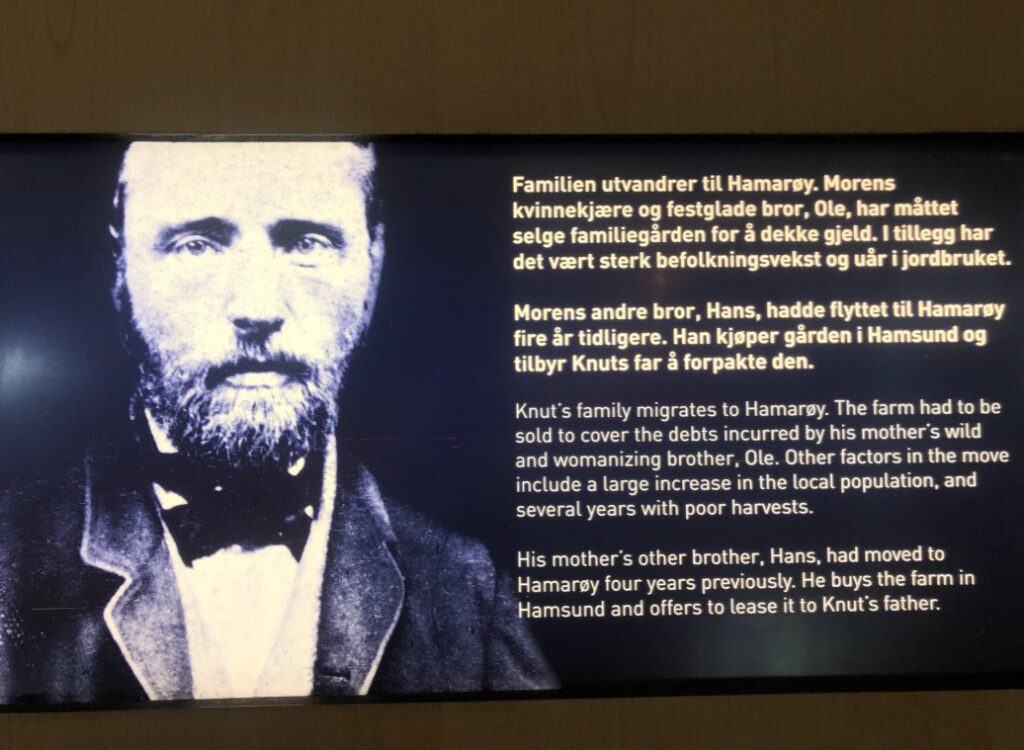 Familien utvandrer til Hamarøy. Morens
kvinnekjære og festglade bror, Ole, har måttet
selge familiegården for å dekke gjeld. I tillegg har
det vært sterk befolkningsvekst og uår i jordbruket.
Morens andre bror, Hans, hadde flyttet til Hamarøy
fire år tidligere. Han kjøper gården i Hamsund og
tilbyr Knuts far å forpakte den.
Knut's family migrates to Hamarøy. The farm had to be
sold to cover the debts incurred by his mother's wild
and womanizing brother, Ole. Other factors in the move
include a large increase in the local population, and
several years with poor harvests.
His mother's other brother, Hans, had moved to
Hamarøy four years previously. He buys the farm in
Hamsund and offers to lease it to Knut's father.